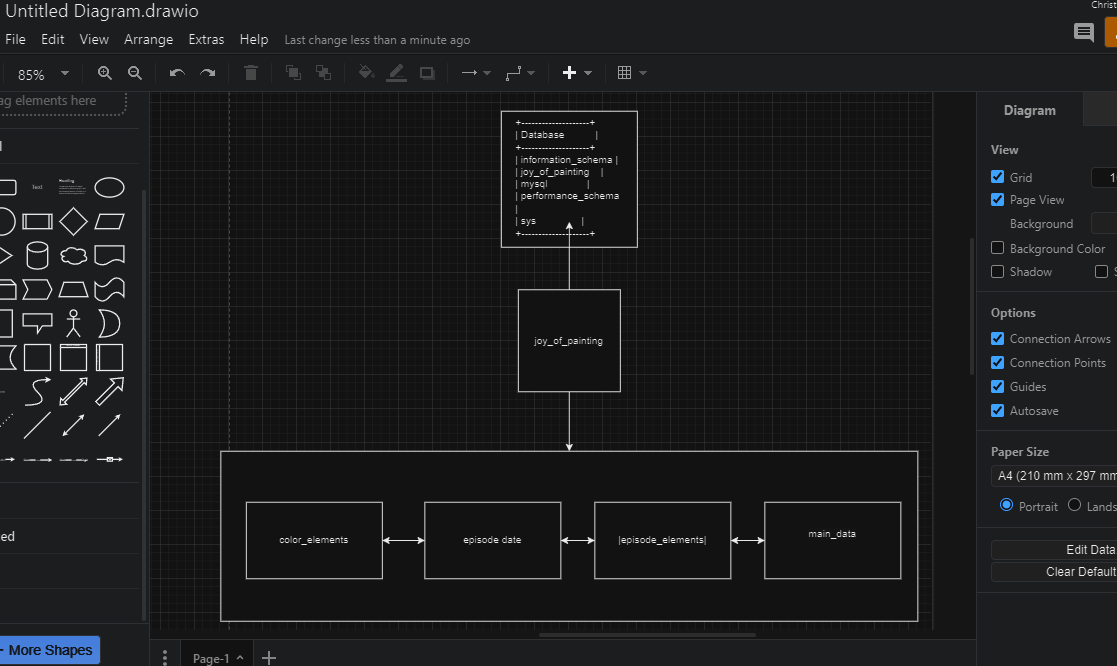 Untitled Diagram.drawio
Christ
File Edit View Arrange Extras Help Last change less than a minute ago
85%
ag elements here
Text
Heading
+--------------------+
| Database |
+--------------------+
| information_schema |
| joy_of_painting |
| mysql |
| performance_schema
|
| sys |
+--------------------+
joy_of_painting
color_elements
episode date
|episode_elements|
main_data
Diagram
View
Grid
Page View
Background
Background Color
Shadow
Options
Connection Arrows
Connection Points
Guides
Autosave
Paper Size
A4 (210 mm x 297 mm
Portrait Lands
Edit Data
Clear Default
ed
More Shapes
Page-1